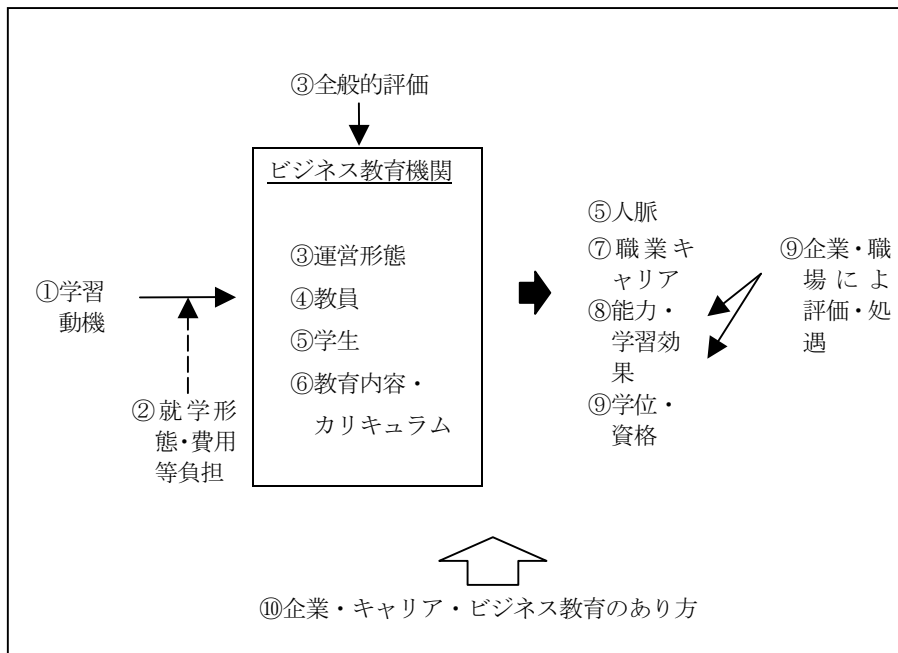 ③全般的評価
ビジネス教育機関
③運営形態
④教員
⑤学生
⑥教育内容・
カリキュラム
①学習
動機
②就学形
態・費用
等負担
⑤人脈
⑦職業キ
ャリア
⑧能力・
学習効
果
⑨学位・
資格
⑨企業・職
場によ
評価・処
遇
⑩企業・キャリア・ビジネス教育のあり方